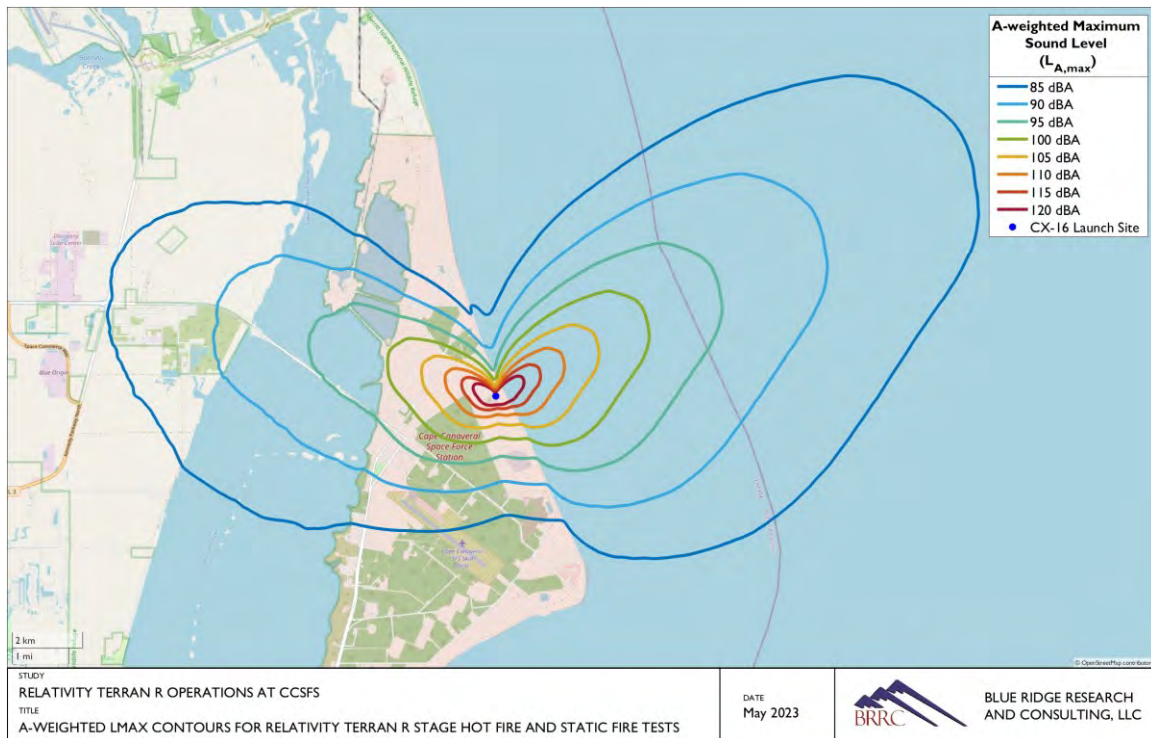 A-weighted Maximum
Sound Level
(L_A,max)
85 dBA
90 dBA
95 dBA
100 dBA
105 dBA
110 dBA
115 dBA
120 dBA
CX-16 Launch Site
Cape Canaveral
Space Force
Station
Blue Origin
2 km
1 mi
© OpenStreetMap contributors
STUDY
RELATIVITY TERRAN R OPERATIONS AT CCSFS
TITLE
A-WEIGHTED LMAX CONTOURS FOR RELATIVITY TERRAN R STAGE HOT FIRE AND STATIC FIRE TESTS
DATE
May 2023
BRRC
BLUE RIDGE RESEARCH
AND CONSULTING, LLC